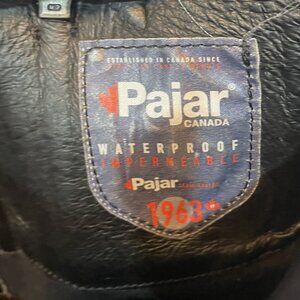 ESTABLISHED IN CANADA SINCE
Pajar®
CANADA
WATERPROOF
IMPERMEABLE
Pajar
1963